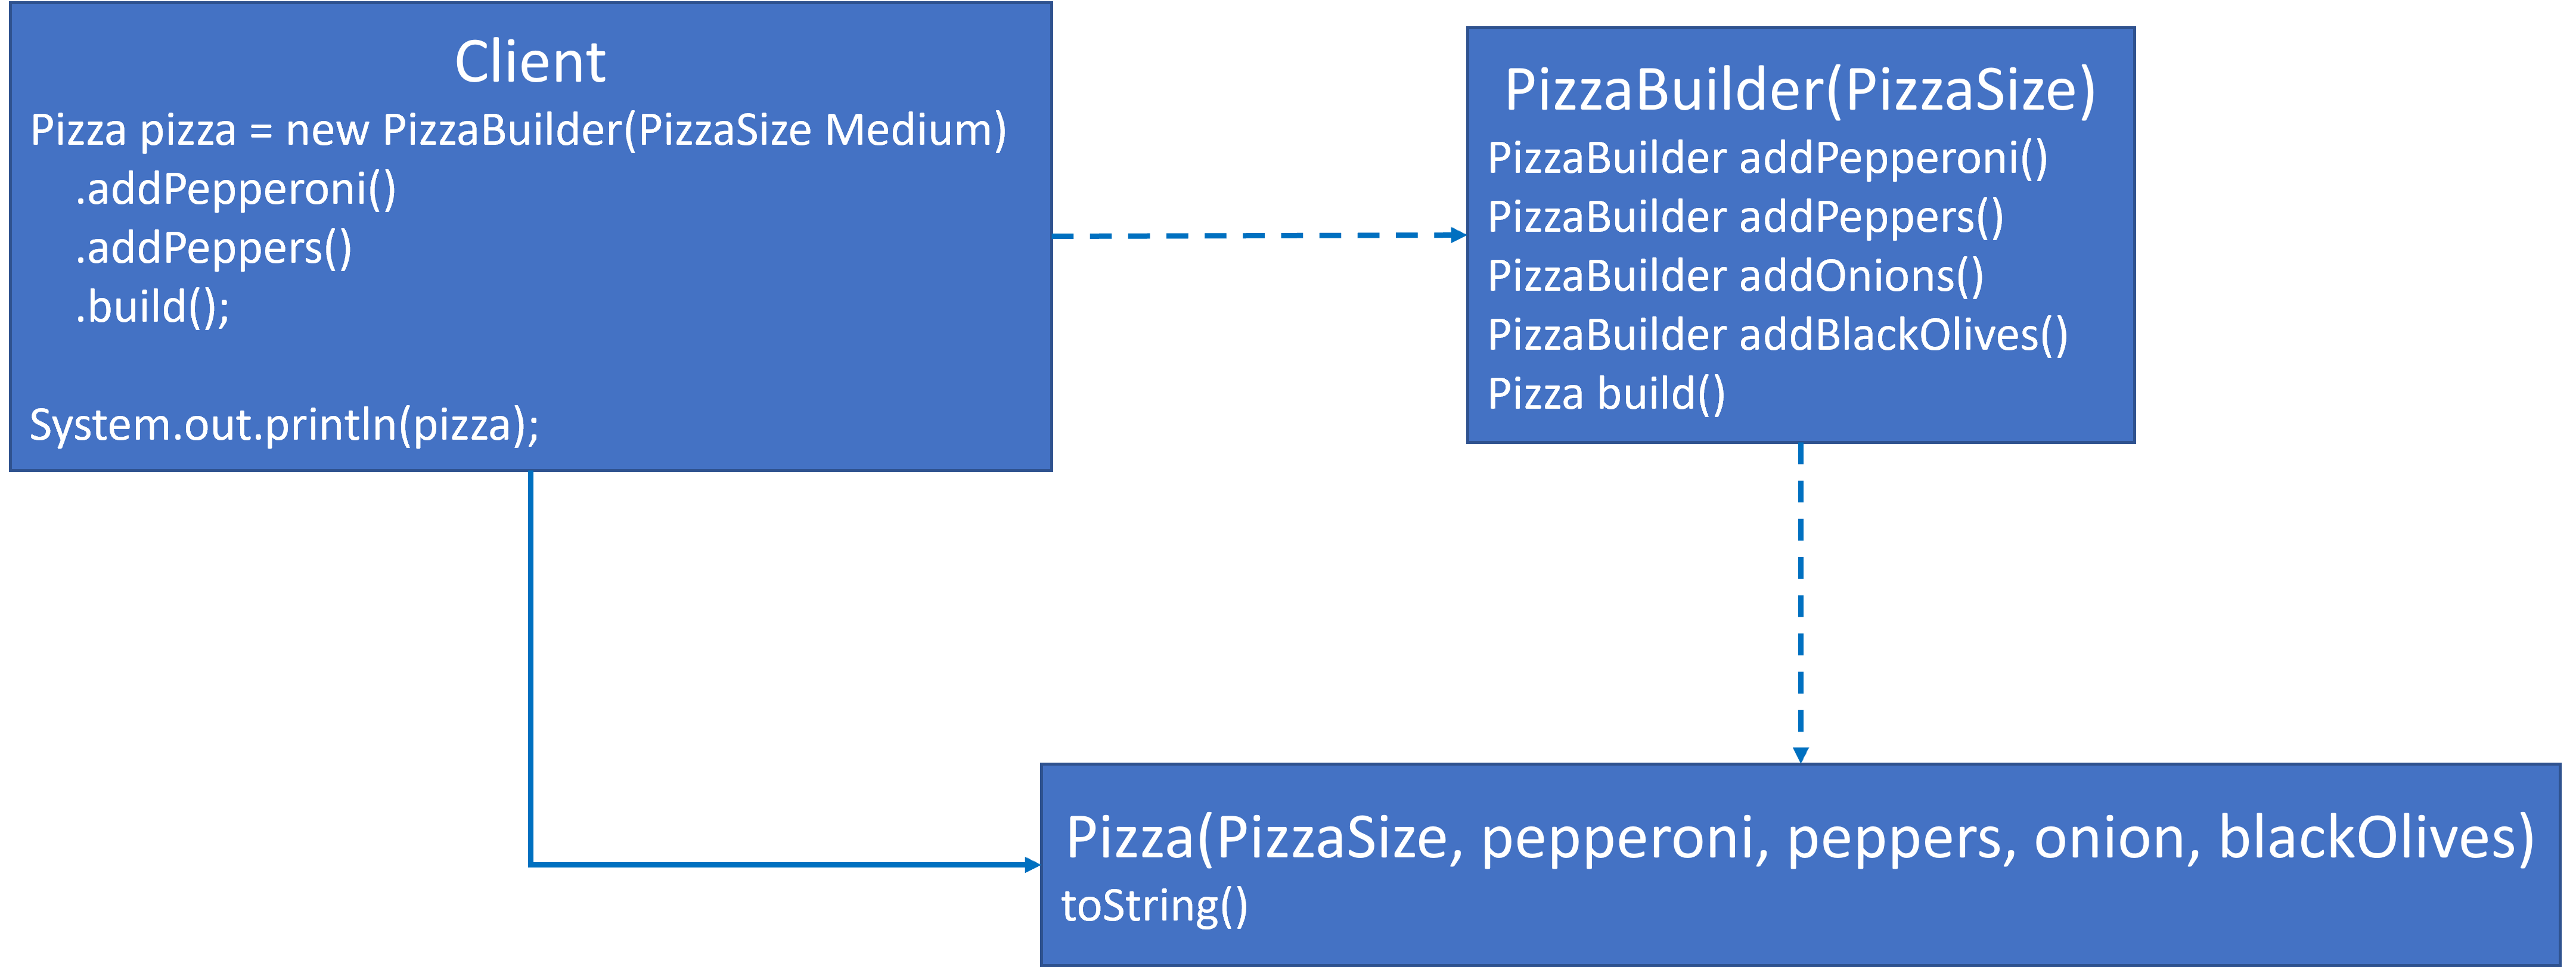 Client
Pizza pizza = new PizzaBuilder(PizzaSize Medium)
.addPepperoni()
.addPeppers()
.build();
System.out.println(pizza);
PizzaBuilder(PizzaSize)
PizzaBuilder addPepperoni()
PizzaBuilder addPeppers()
PizzaBuilder addOnions()
PizzaBuilder addBlackOlives()
Pizza build()
Pizza(PizzaSize, pepperoni, peppers, onion, blackOlives)
toString()